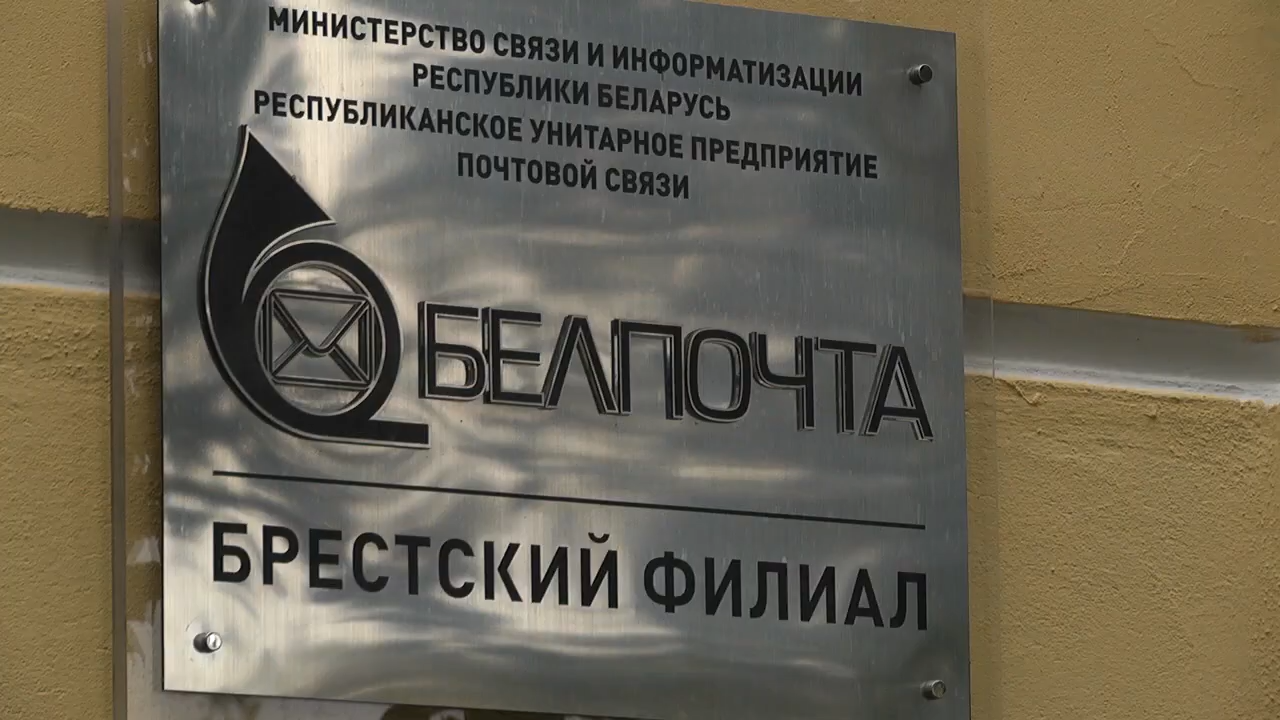 МИНИСТЕРСТВО СВЯЗИ И ИНФОРМАТИЗАЦИИ
РЕСПУБЛИКИ БЕЛАРУСЬ
РЕСПУБЛИКАНСКОЕ УНИТАРНОЕ ПРЕДПРИЯТИЕ
ПОЧТОВОЙ СВЯЗИ
БЕЛПОЧТА
БРЕСТСКИЙ ФИЛИАЛ